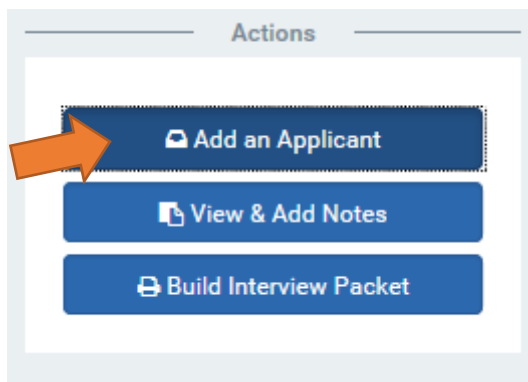 Actions
Add an Applicant
View & Add Notes
Build Interview Packet